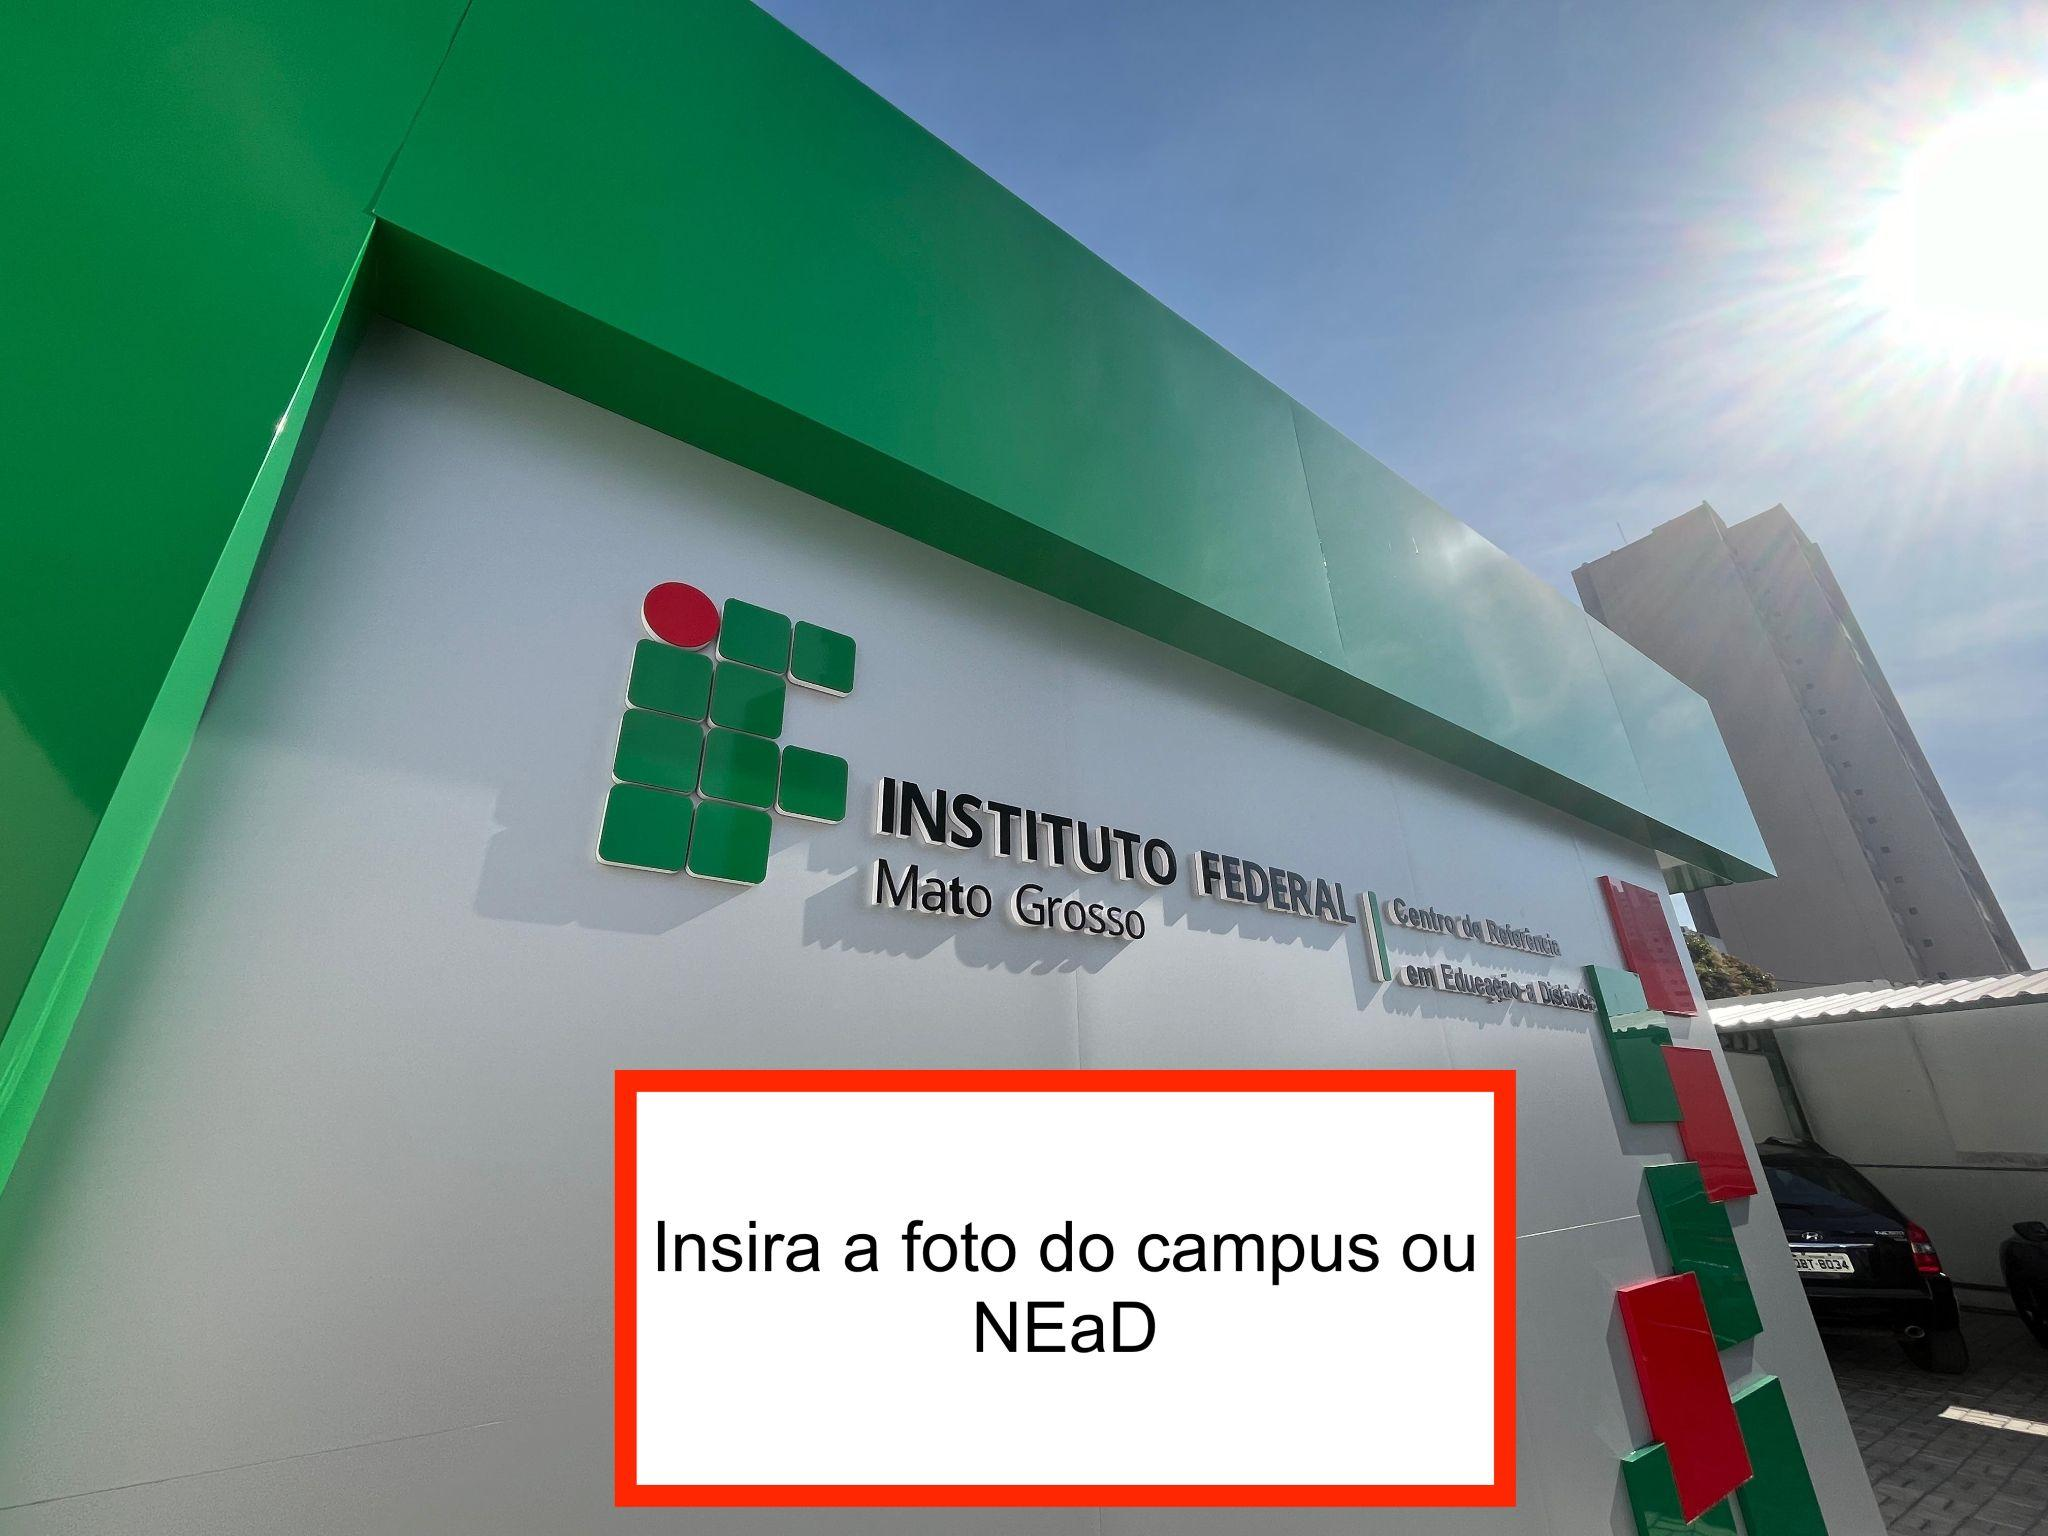 INSTITUTO FEDERAL
Mato Grosso
Centro de Referência
em Educação a Distância
Insira a foto do campus ou
NEaD